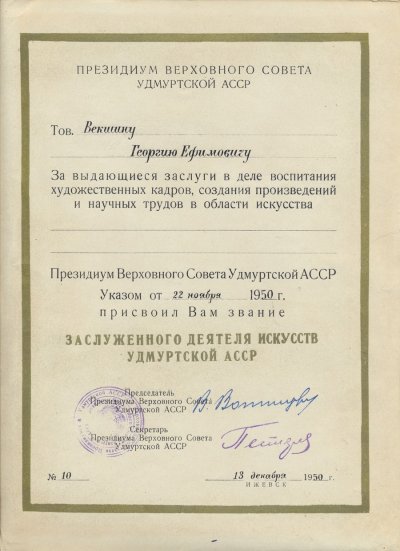 ПРЕЗИДИУМ ВЕРХОВНОГО СОВЕТА
УДМУРТСКОЙ АССР
Тов. Векшину
Георгию Ефимовичу
За выдающиеся заслуги в деле воспитания
художественных кадров, создания произведений
и научных трудов в области искусства
Президиум Верховного Совета Удмуртской АССР
Указом от 22 ноября 1950 г.
присвоил Вам звание
ЗАСЛУЖЕННОГО ДЕЯТЕЛЯ ИСКУССТВ
УДМУРТСКОЙ АССР
Председатель
Президиума Верховного Совета
Удмуртской АССР
Секретарь
Президиума Верховного Совета
Удмуртской АССР
№ 10 13 декабря 1950 г.
ИЖЕВСК